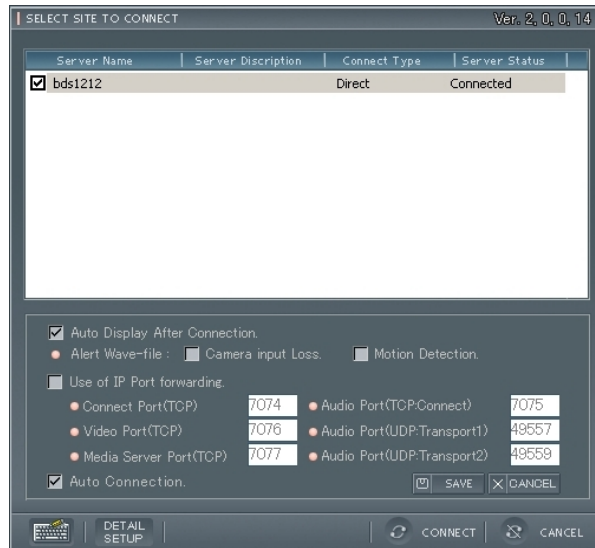 SELECT SITE TO CONNECT Ver. 2, 0, 0, 14
Server Name Server Discription Connect Type Server Status
bds1212 Direct Connected
Auto Display After Connection.
Alert Wave-file : Camera input Loss. Motion Detection.
Use of IP Port forwarding.
Connect Port(TCP) 7074 Audio Port(TCP:Connect) 7075
Video Port(TCP) 7076 Audio Port(UDP:Transport1) 49557
Media Server Port(TCP) 7077 Audio Port(UDP:Transport2) 49559
Auto Connection. SAVE CANCEL
DETAIL SETUP CONNECT CANCEL